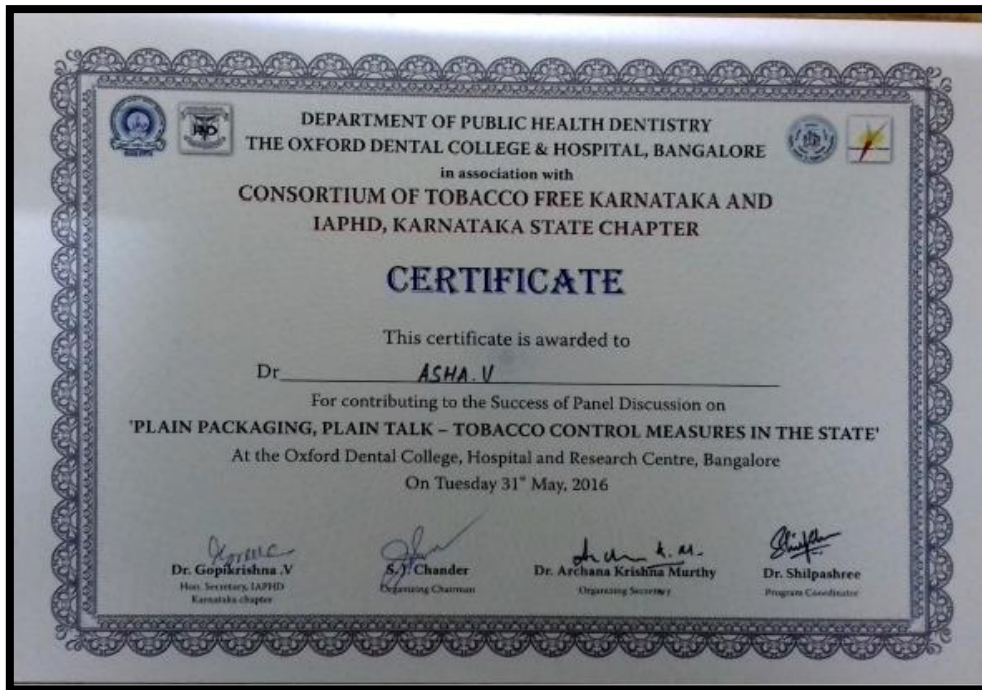 DEPARTMENT OF PUBLIC HEALTH DENTISTRY
THE OXFORD DENTAL COLLEGE & HOSPITAL, BANGALORE
in association with
CONSORTIUM OF TOBACCO FREE KARNATAKA AND
IAPHD, KARNATAKA STATE CHAPTER
CERTIFICATE
This certificate is awarded to
Dr ASHA.V
For contributing to the Success of Panel Discussion on
'PLAIN PACKAGING, PLAIN TALK – TOBACCO CONTROL MEASURES IN THE STATE'
At the Oxford Dental College, Hospital and Research Centre, Bangalore
On Tuesday 31st May, 2016
Dr. Gopikrishna .V S.J. Chander Dr. Archana Krishna Murthy Dr. Shilpashree
Hon. Secretary, IAPHD Organizing Chairman Organizing Secretary Program Coordinator
Karnataka chapter